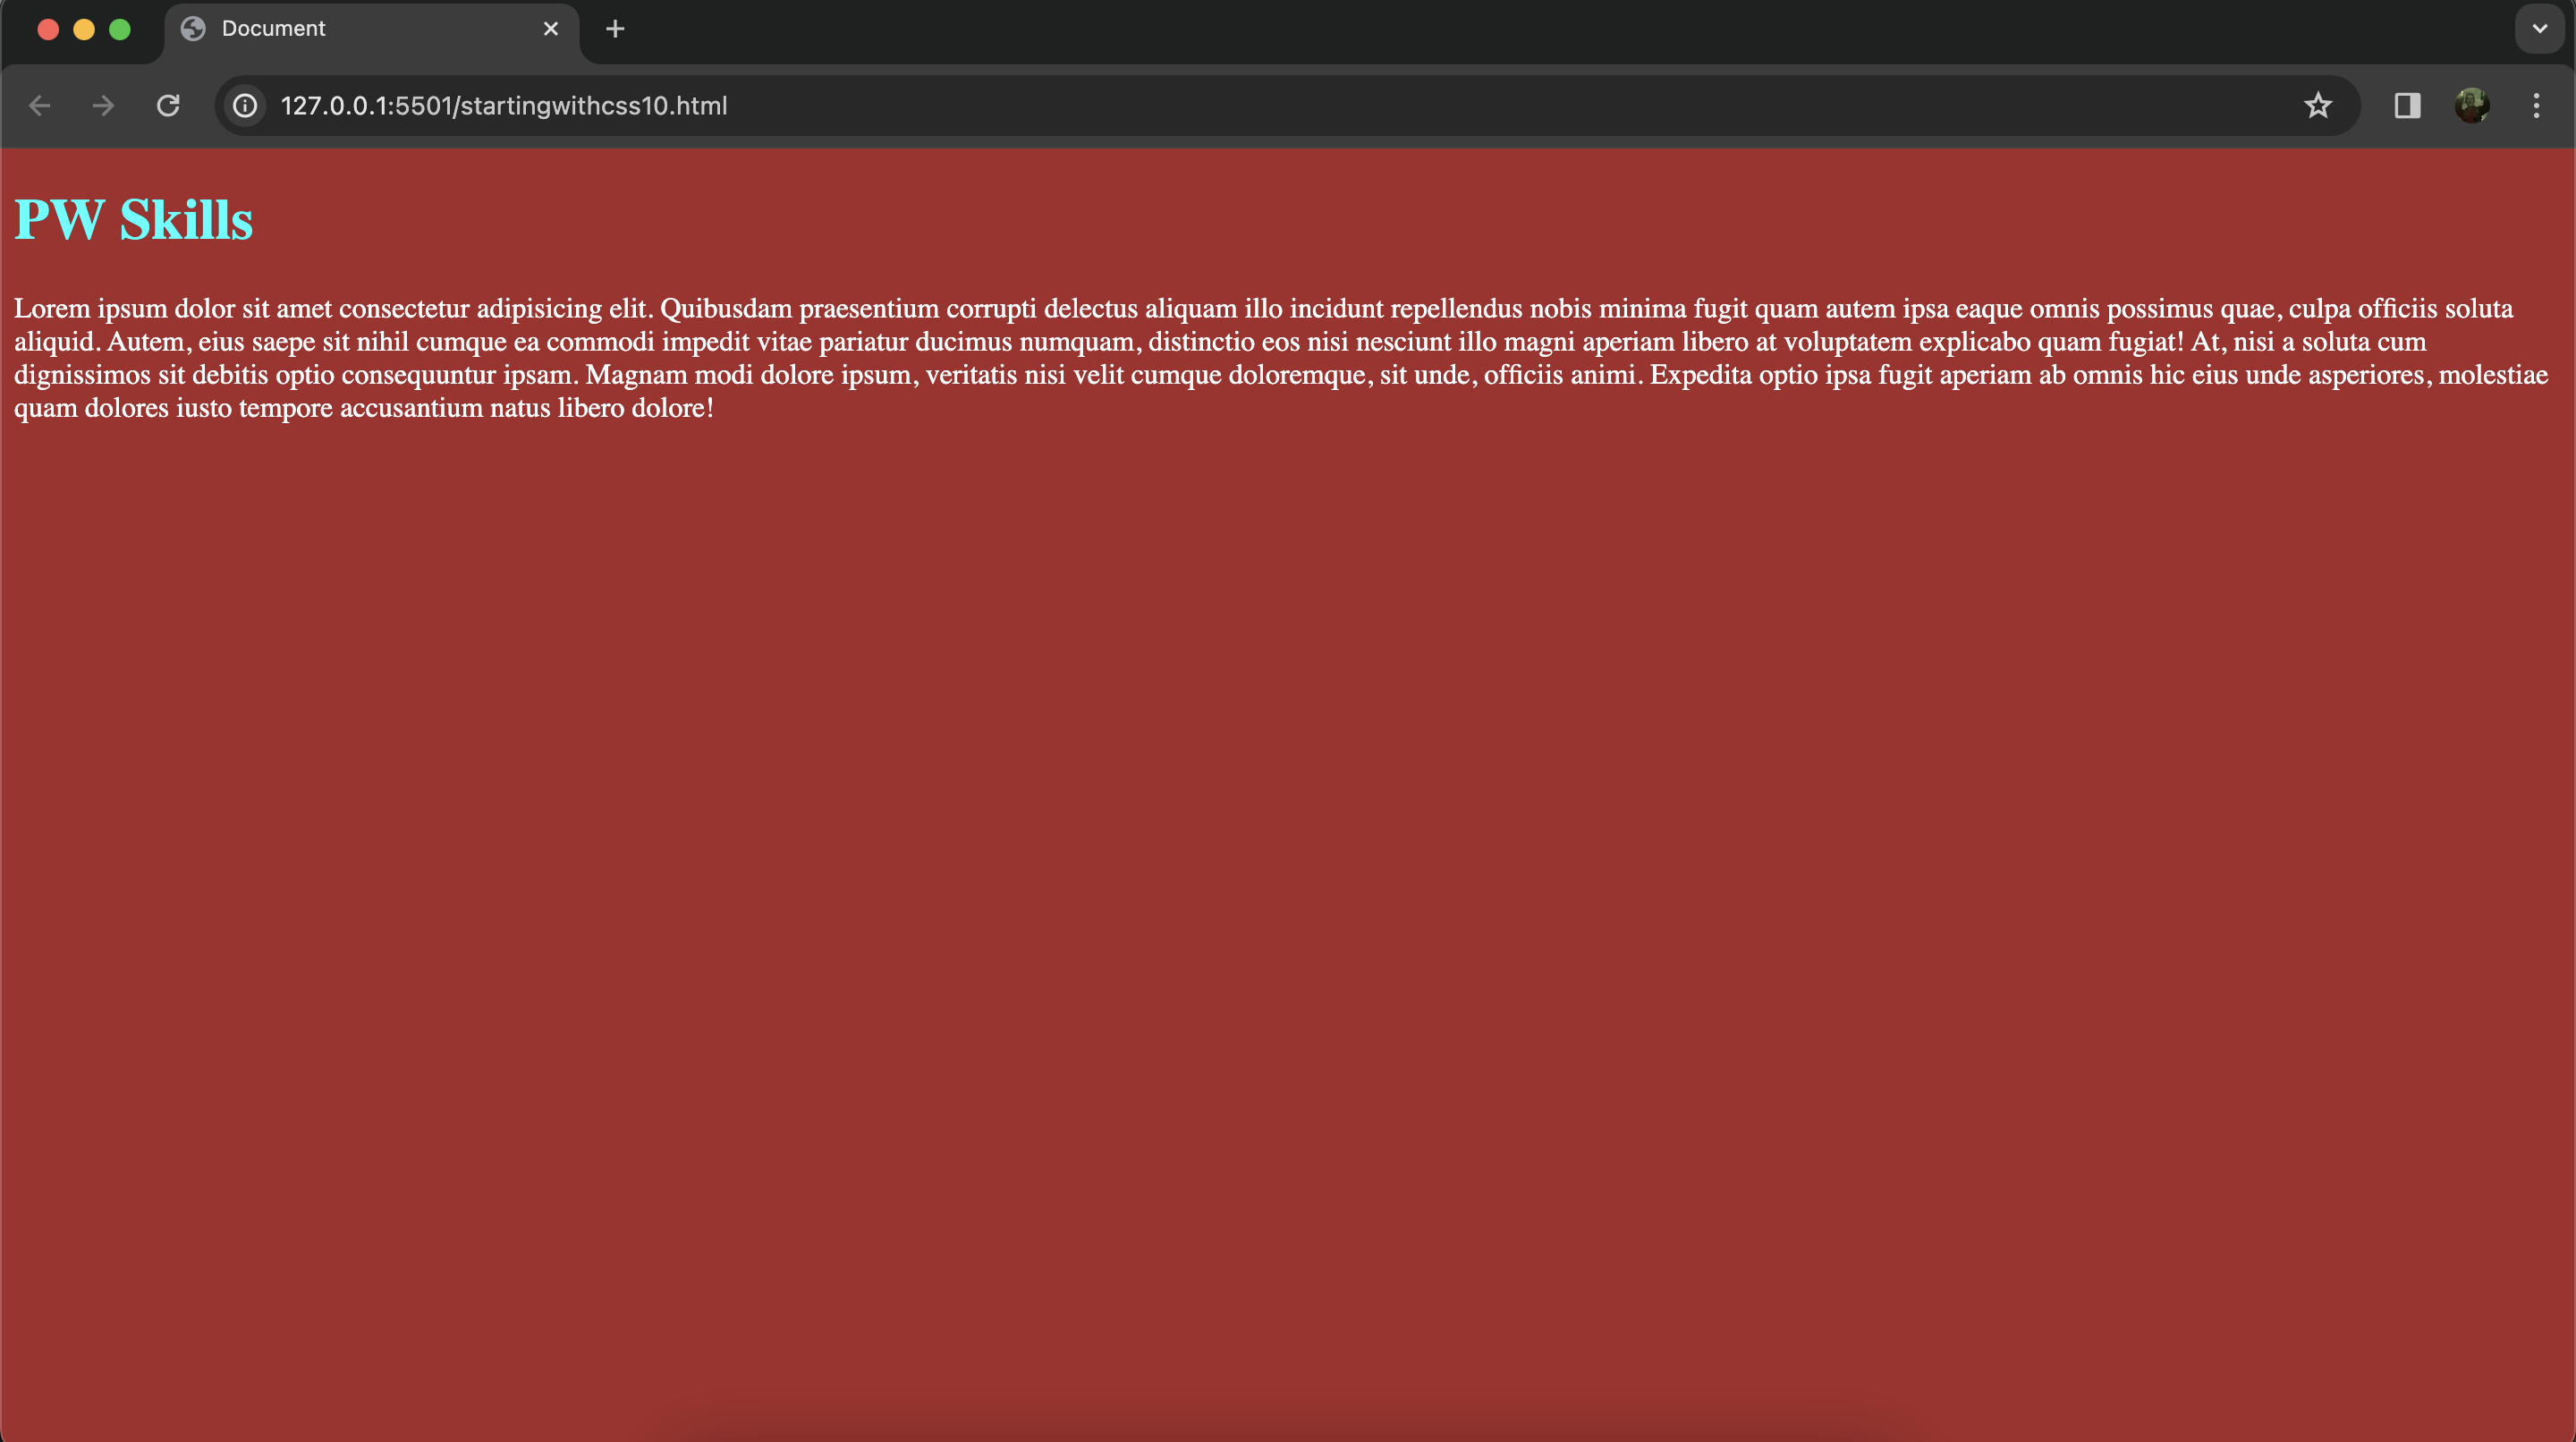 Document
127.0.0.1:5501/startingwithcss10.html
PW Skills
Lorem ipsum dolor sit amet consectetur adipisicing elit. Quibusdam praesentium corrupti delectus aliquam illo incidunt repellendus nobis minima fugit quam autem ipsa eaque omnis possimus quae, culpa officiis soluta
aliquid. Autem, eius saepe sit nihil cumque ea commodi impedit vitae pariatur ducimus numquam, distinctio eos nisi nesciunt illo magni aperiam libero at voluptatem explicabo quam fugiat! At, nisi a soluta cum
dignissimos sit debitis optio consequuntur ipsam. Magnam modi dolore ipsum, veritatis nisi velit cumque doloremque, sit unde, officiis animi. Expedita optio ipsa fugit aperiam ab omnis hic eius unde asperiores, molestiae
quam dolores iusto tempore accusantium natus libero dolore!